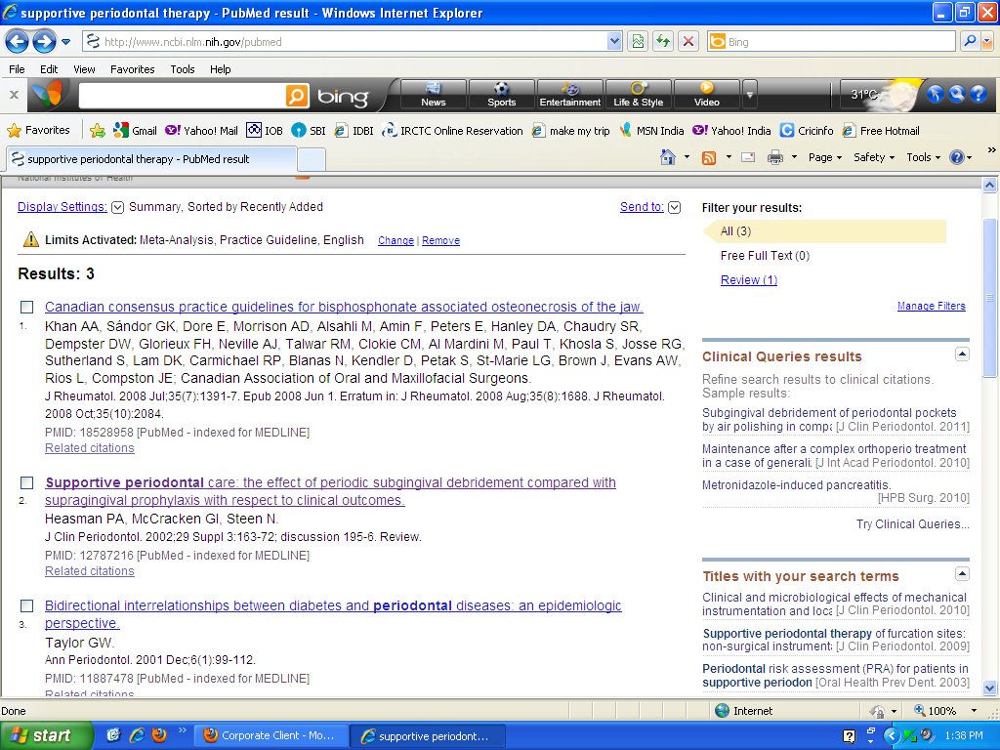 supportive periodontal therapy - PubMed result - Windows Internet Explorer
http://www.ncbi.nlm.nih.gov/pubmed
Bing
File Edit View Favorites Tools Help
x bing News Sports Entertainment Life & Style Video 31°C
Favorites Gmail Yahoo! Mail IOB SBI IDBI IRCTC Online Reservation make my trip MSN India Yahoo! India Cricinfo Free Hotmail
supportive periodontal therapy - PubMed result
Page Safety Tools »
National Institutes of Health
Display Settings: Summary, Sorted by Recently Added Send to:
Limits Activated: Meta-Analysis, Practice Guideline, English Change | Remove
Results: 3
1. Canadian consensus practice guidelines for bisphosphonate associated osteonecrosis of the jaw.
Khan AA, Sándor GK, Dore E, Morrison AD, Alsahli M, Amin F, Peters E, Hanley DA, Chaudry SR,
Dempster DW, Glorieux FH, Neville AJ, Talwar RM, Clokie CM, Al Mardini M, Paul T, Khosla S, Josse RG,
Sutherland S, Lam DK, Carmichael RP, Blanas N, Kendler D, Petak S, St-Marie LG, Brown J, Evans AW,
Rios L, Compston JE; Canadian Association of Oral and Maxillofacial Surgeons.
J Rheumatol. 2008 Jul;35(7):1391-7. Epub 2008 Jun 1. Erratum in: J Rheumatol. 2008 Aug;35(8):1688. J Rheumatol.
2008 Oct;35(10):2084.
PMID: 18528958 [PubMed - indexed for MEDLINE]
Related citations
2. Supportive periodontal care: the effect of periodic subgingival debridement compared with
supragingival prophylaxis with respect to clinical outcomes.
Heasman PA, McCracken GI, Steen N.
J Clin Periodontol. 2002;29 Suppl 3:163-72; discussion 195-6. Review.
PMID: 12787216 [PubMed - indexed for MEDLINE]
Related citations
3. Bidirectional interrelationships between diabetes and periodontal diseases: an epidemiologic
perspective.
Taylor GW.
Ann Periodontol. 2001 Dec;6(1):99-112.
PMID: 11887478 [PubMed - indexed for MEDLINE]
Related citations
Filter your results:
All (3)
Free Full Text (0)
Review (1)
Manage Filters
Clinical Queries results
Refine search results to clinical citations.
Sample results:
Subgingival debridement of periodontal pockets
by air polishing in compa [J Clin Periodontol. 2011]
Maintenance after a complex orthoperio treatment
in a case of generali [J Int Acad Periodontol. 2010]
Metronidazole-induced pancreatitis.
[HPB Surg. 2010]
Try Clinical Queries...
Titles with your search terms
Clinical and microbiological effects of mechanical
instrumentation and loca [J Clin Periodontol. 2010]
Supportive periodontal therapy of furcation sites:
non-surgical instrument [J Clin Periodontol. 2009]
Periodontal risk assessment (PRA) for patients in
supportive periodon [Oral Health Prev Dent. 2003]
Done Internet 100%
start » Corporate Client - Mo... supportive periodont... 1:38 PM